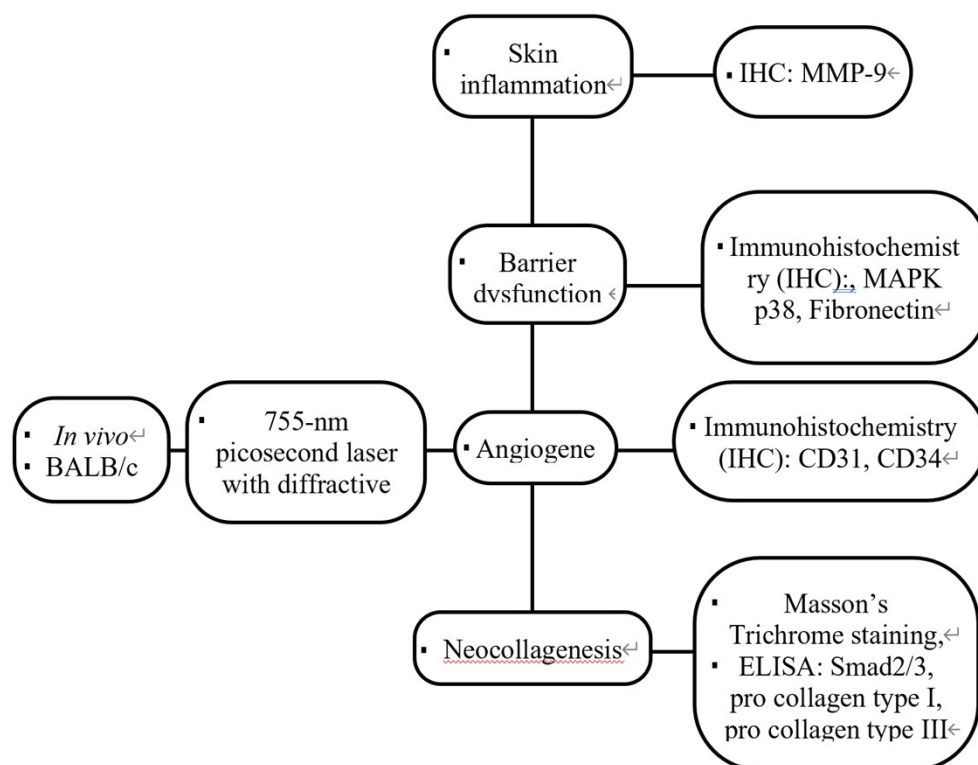 Skin
inflammation
IHC: MMP-9
Barrier
dvsfunction
Immunohistochemist
ry (IHC):, MAPK
p38, Fibronectin
In vivo
BALB/c
755-nm
picosecond laser
with diffractive
Angiogene
Immunohistochemistry
(IHC): CD31, CD34
Neocollagenesis
Masson’s
Trichrome staining,
ELISA: Smad2/3,
pro collagen type I,
pro collagen type III